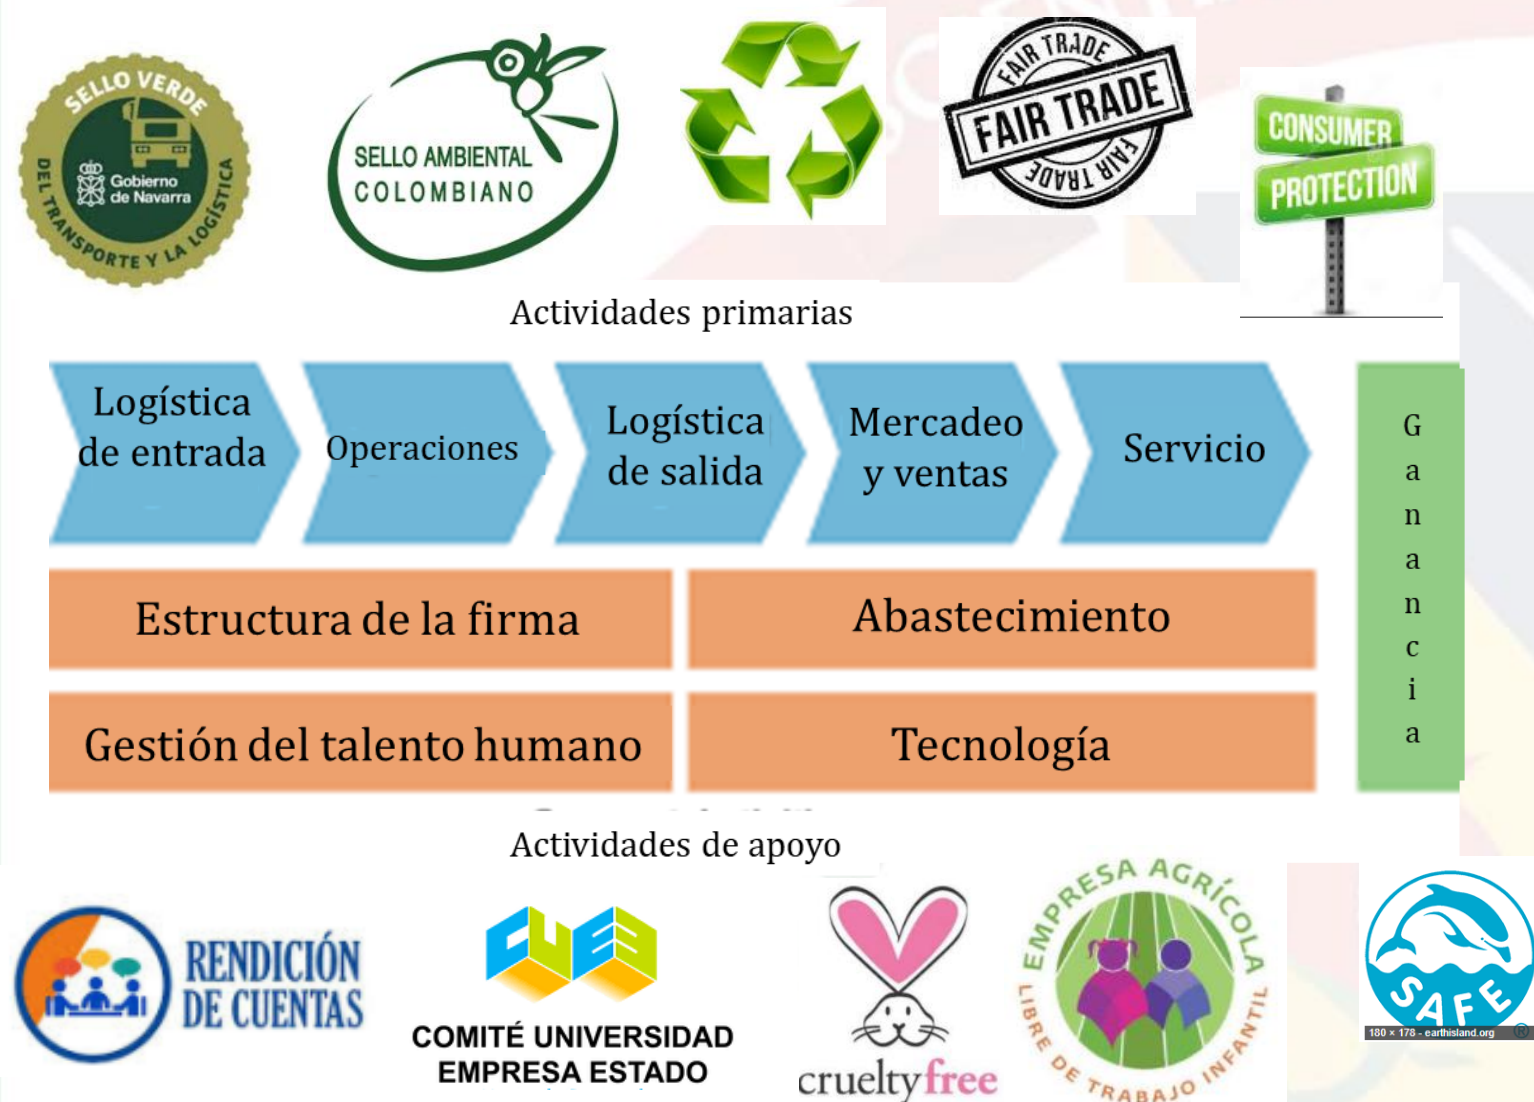 SELLO VERDE
DEL TRANSPORTE Y LA LOGÍSTICA
Gobierno
de Navarra
SELLO AMBIENTAL
COLOMBIANO
FAIR TRADE
FAIR TRADE
FAIR TRADE
CONSUMER
PROTECTION
Actividades primarias
Logística
de entrada
Operaciones
Logística
de salida
Mercadeo
y ventas
Servicio
Ganancia
Estructura de la firma
Abastecimiento
Gestión del talento humano
Tecnología
Actividades de apoyo
RENDICIÓN
DE CUENTAS
CUEE
COMITÉ UNIVERSIDAD
EMPRESA ESTADO
crueltyfree
EMPRESA AGRÍCOLA
LIBRE DE TRABAJO INFANTIL
SAFE
®
180 × 178 - earthisland.org